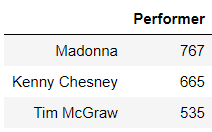 Performer
Madonna 767
Kenny Chesney 665
Tim McGraw 535